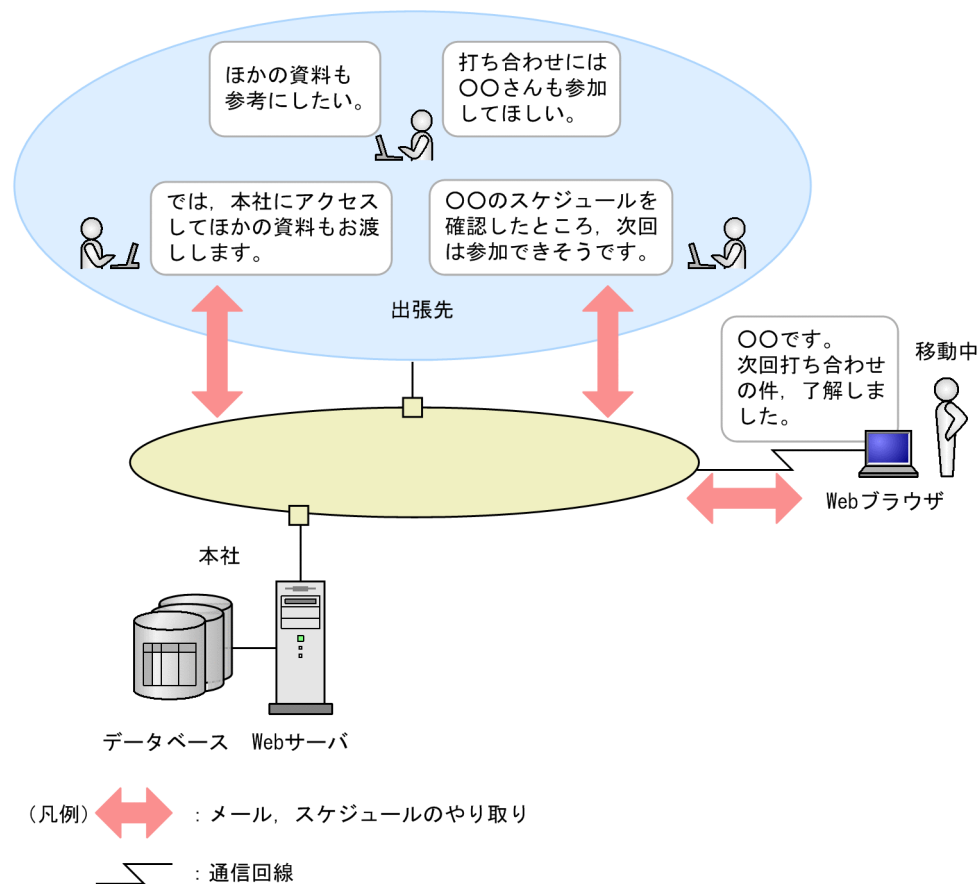 ほかの資料も
参考にしたい。
打ち合わせには
〇〇さんも参加
してほしい。
では，本社にアクセス
してほかの資料もお渡
しします。
〇〇のスケジュールを
確認したところ，次回
は参加できそうです。
出張先
〇〇です。
次回打ち合わせ
の件，了解しま
した。
移動中
Webブラウザ
本社
データベース
Webサーバ
（凡例）
：メール，スケジュールのやり取り
：通信回線